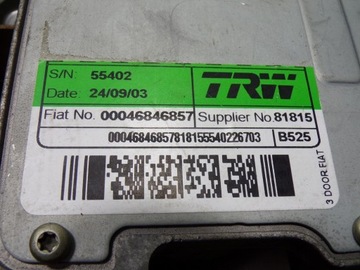 S/N: 55402
Date: 24/09/03
TRW
Fiat No. 00046846857 Supplier No.81815
00046846857818155540226703 B525
3 DOOR FIAT